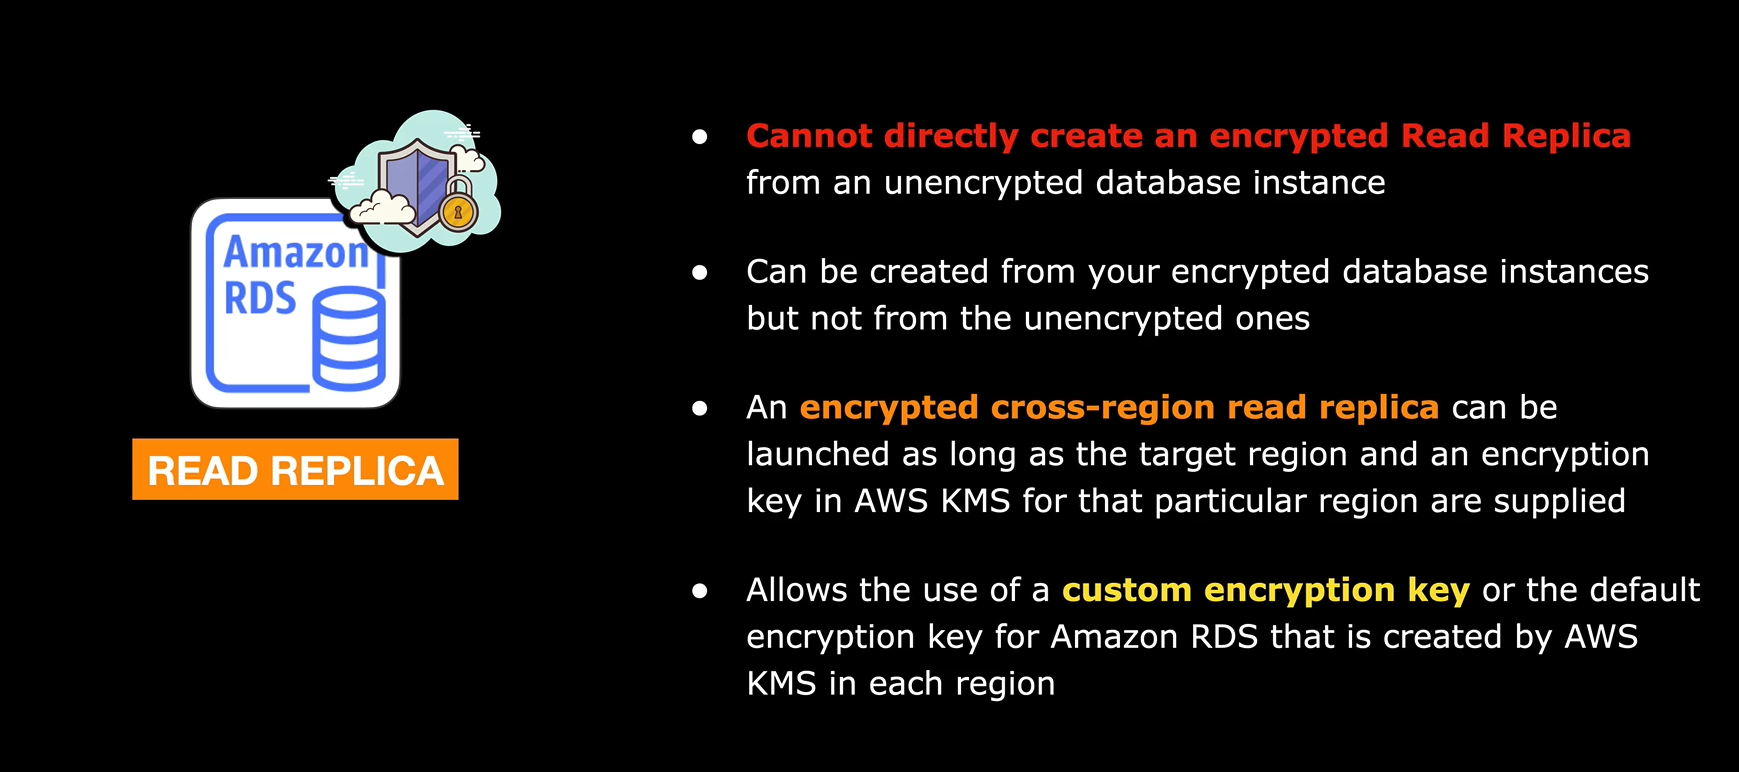 Amazon
RDS
READ REPLICA
● Cannot directly create an encrypted Read Replica
from an unencrypted database instance
● Can be created from your encrypted database instances
but not from the unencrypted ones
● An encrypted cross-region read replica can be
launched as long as the target region and an encryption
key in AWS KMS for that particular region are supplied
● Allows the use of a custom encryption key or the default
encryption key for Amazon RDS that is created by AWS
KMS in each region